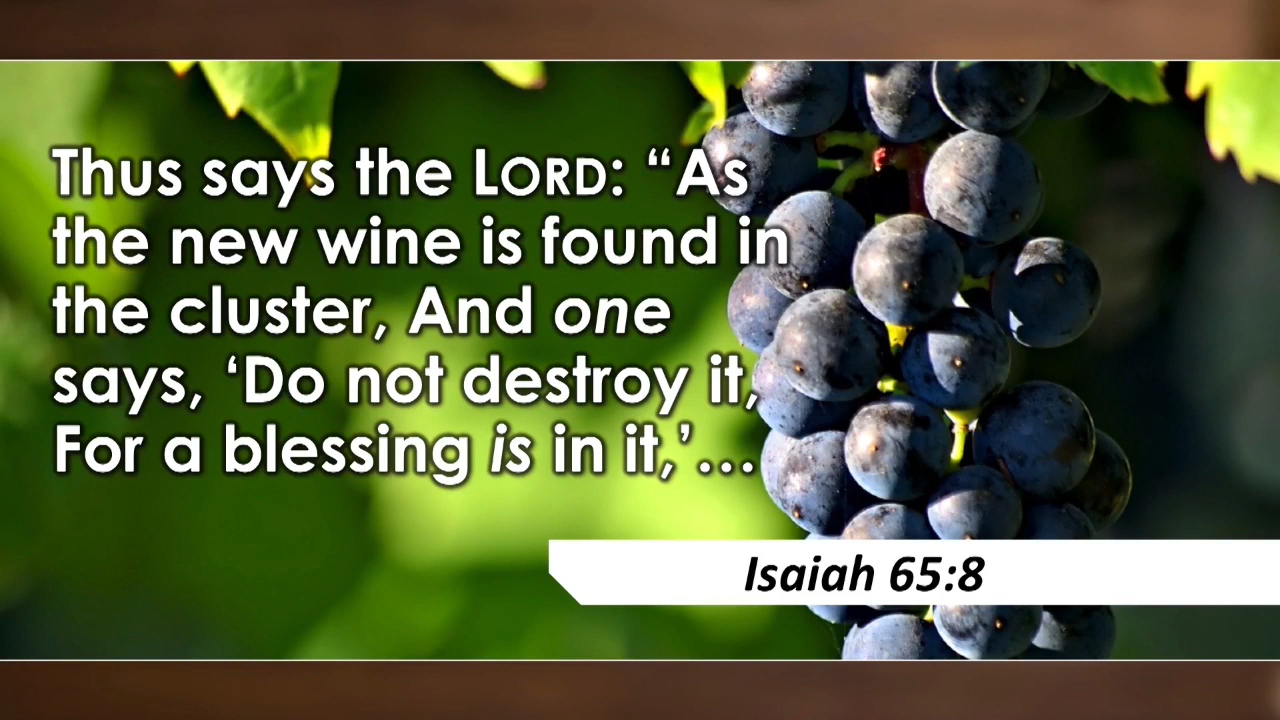 Thus says the LORD: “As
the new wine is found in
the cluster, And one
says, ‘Do not destroy it,
For a blessing is in it,’…
Isaiah 65:8